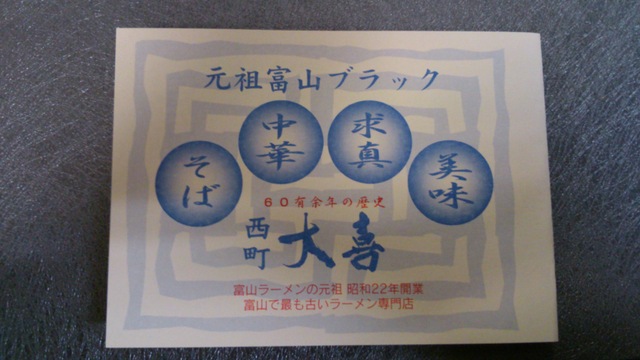 元祖富山ブラック
中華
そば
求真
美味
60有余年の歴史
西町
大喜
富山ラーメンの元祖 昭和22年開業
富山で最も古いラーメン専門店